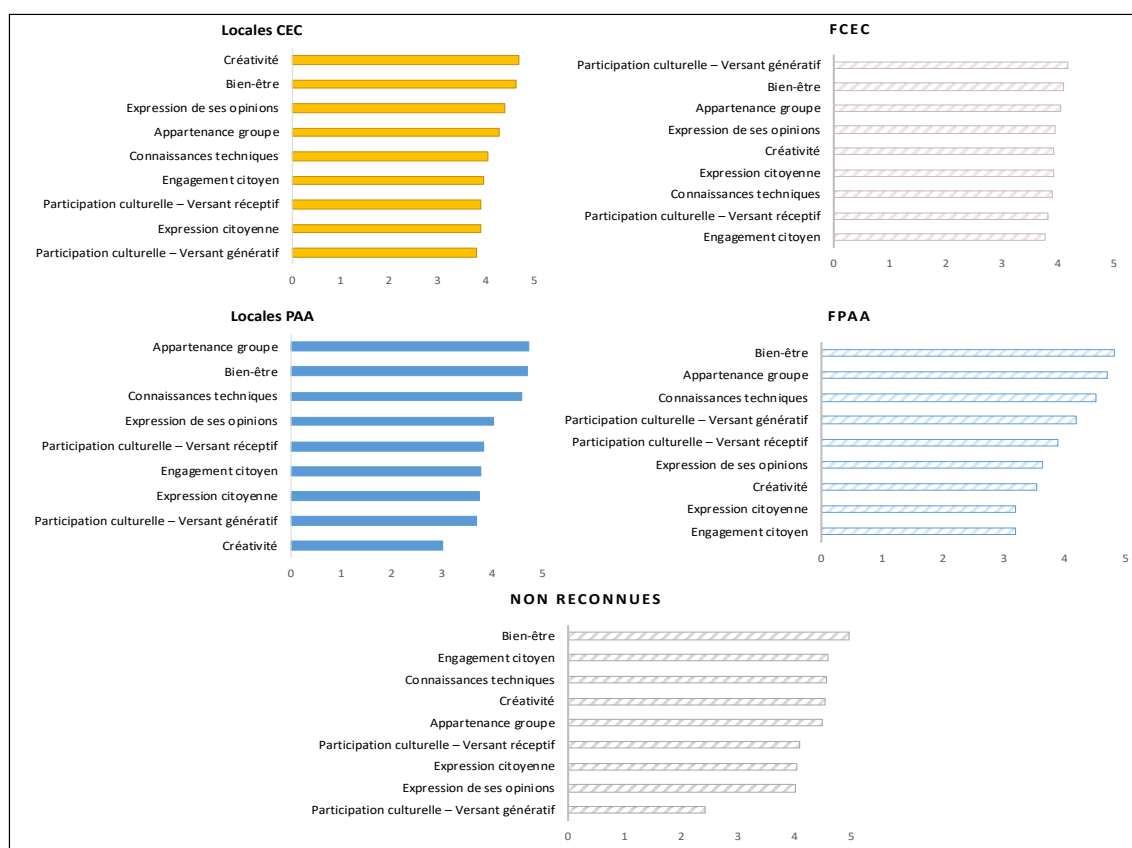 Locales CEC
Créativité
Bien-être
Expression de ses opinions
Appartenance groupe
Connaissances techniques
Engagement citoyen
Participation culturelle – Versant réceptif
Expression citoyenne
Participation culturelle – Versant génératif
0 1 2 3 4 5
FCEC
Participation culturelle – Versant génératif
Bien-être
Appartenance groupe
Expression de ses opinions
Créativité
Expression citoyenne
Connaissances techniques
Participation culturelle – Versant réceptif
Engagement citoyen
0 1 2 3 4 5
Locales PAA
Appartenance groupe
Bien-être
Connaissances techniques
Expression de ses opinions
Participation culturelle – Versant réceptif
Engagement citoyen
Expression citoyenne
Participation culturelle – Versant génératif
Créativité
0 1 2 3 4 5
FPAA
Bien-être
Appartenance groupe
Connaissances techniques
Participation culturelle – Versant génératif
Participation culturelle – Versant réceptif
Expression de ses opinions
Créativité
Expression citoyenne
Engagement citoyen
0 1 2 3 4 5
NON RECONNUES
Bien-être
Engagement citoyen
Connaissances techniques
Créativité
Appartenance groupe
Participation culturelle – Versant réceptif
Expression citoyenne
Expression de ses opinions
Participation culturelle – Versant génératif
0 1 2 3 4 5